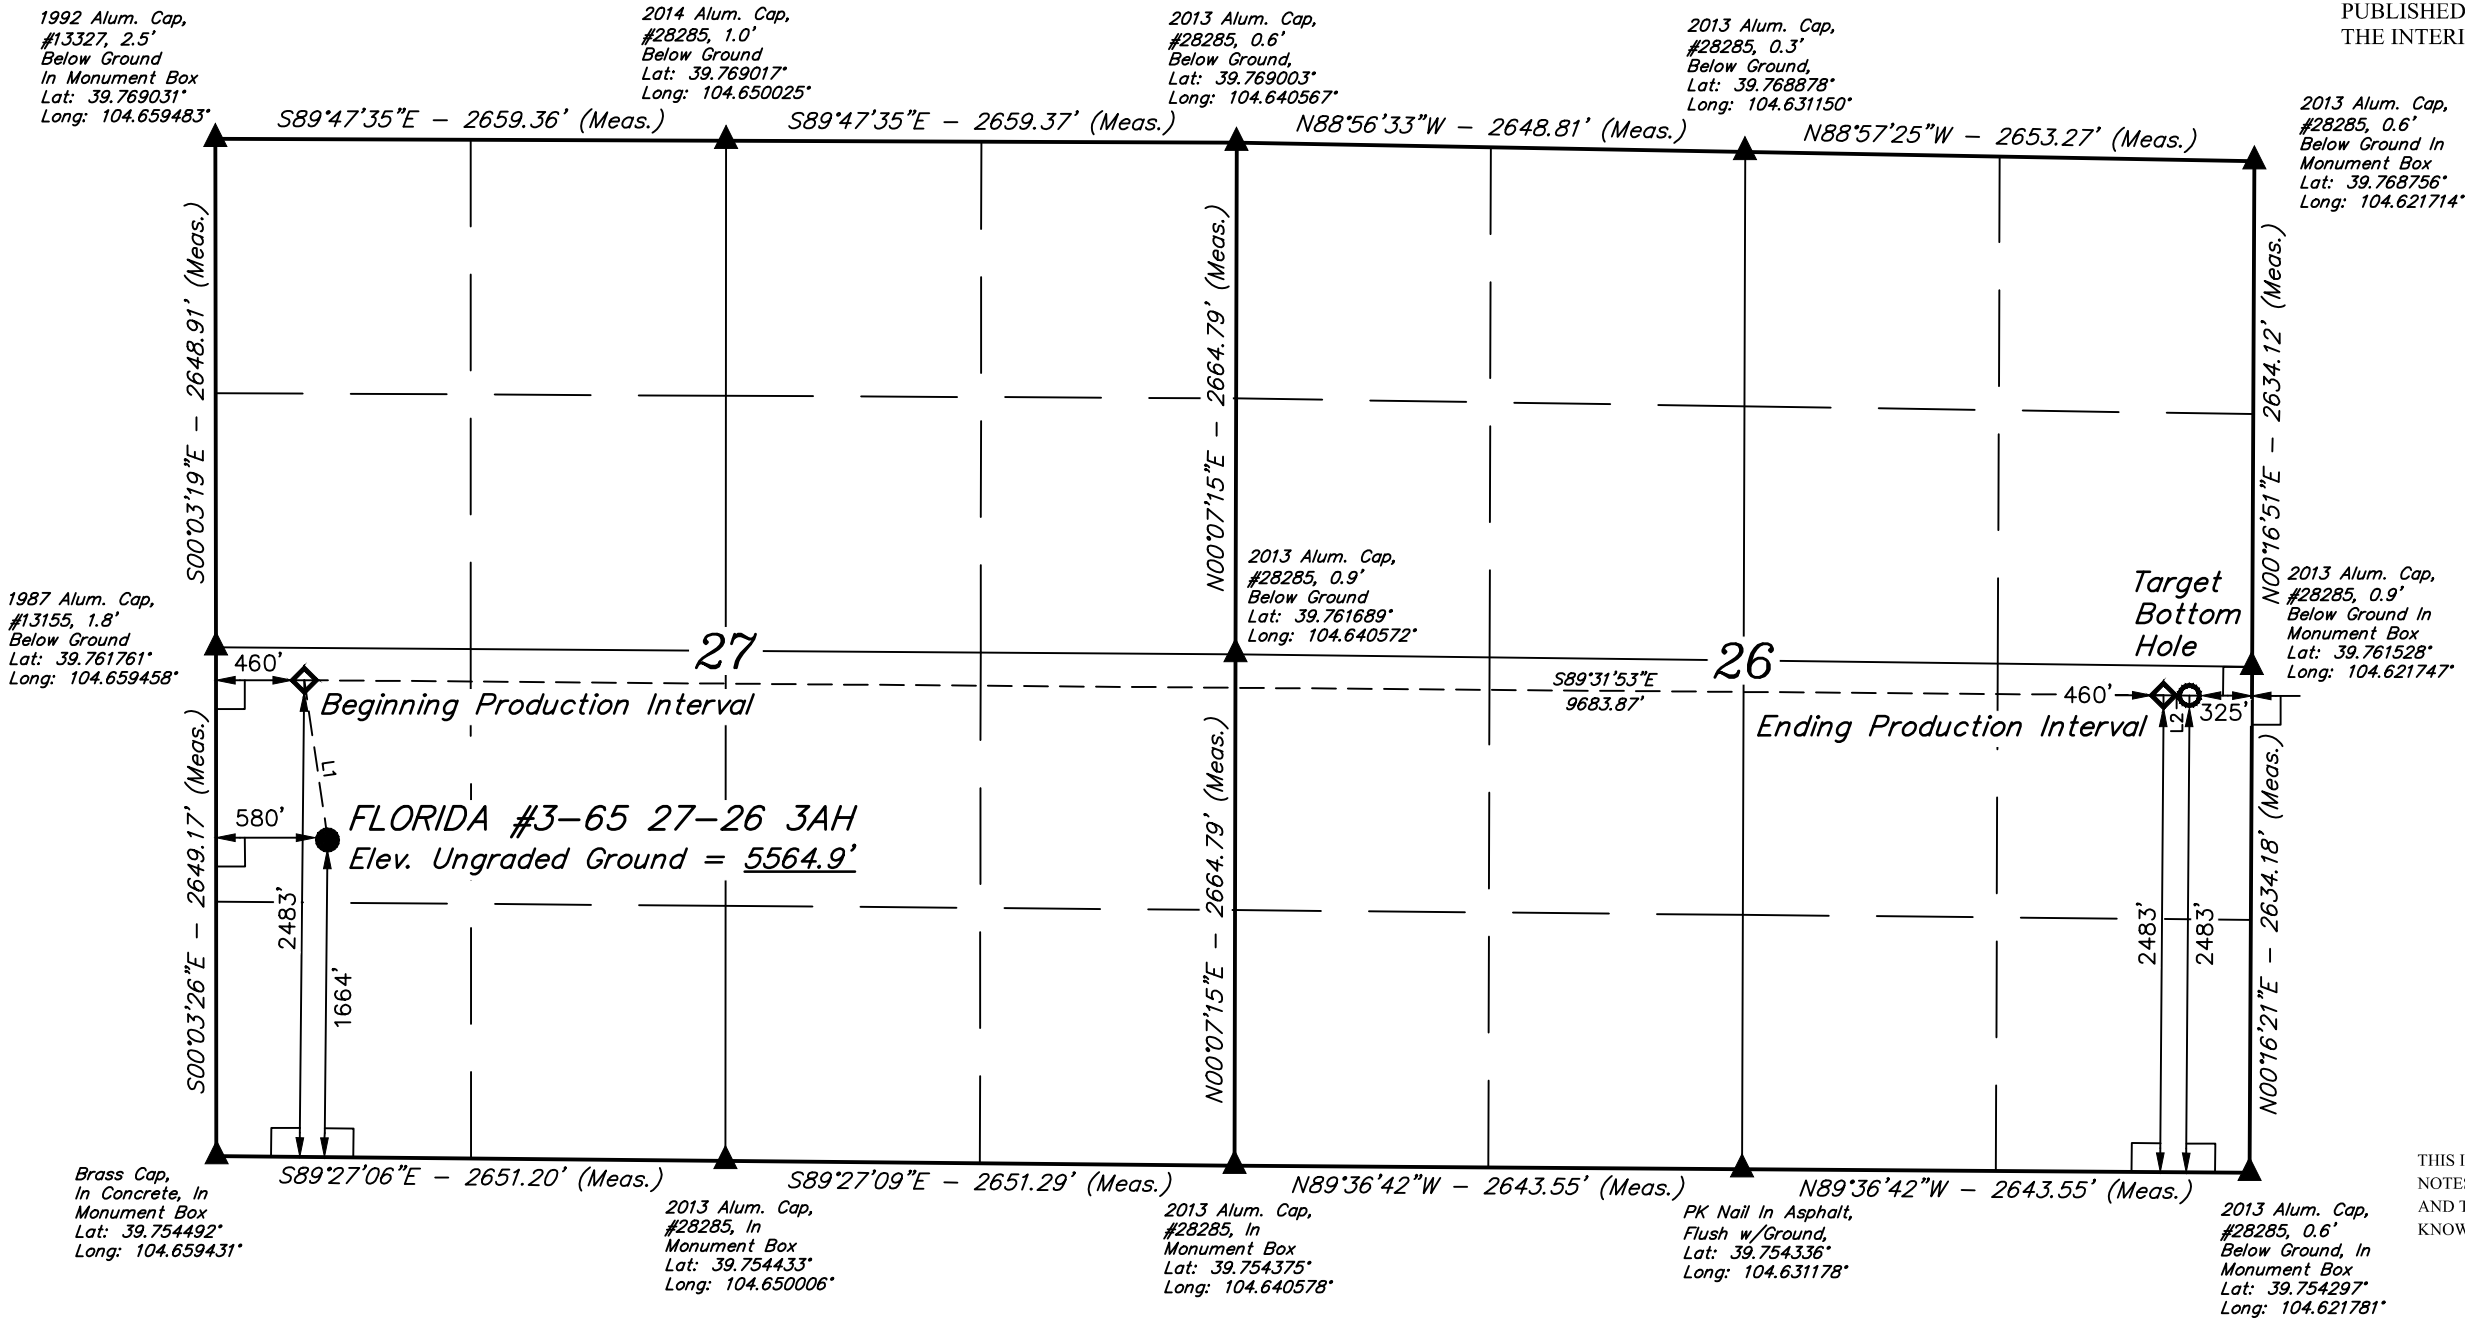 1992 Alum. Cap,
#13327, 2.5'
Below Ground
In Monument Box
Lat: 39.769031°
Long: 104.659483°
2014 Alum. Cap,
#28285, 1.0'
Below Ground
Lat: 39.769017°
Long: 104.650025°
2013 Alum. Cap,
#28285, 0.6'
Below Ground,
Lat: 39.769003°
Long: 104.640567°
2013 Alum. Cap,
#28285, 0.3'
Below Ground,
Lat: 39.768878°
Long: 104.631150°
PUBLISHED
THE INTERI
2013 Alum. Cap,
#28285, 0.6'
Below Ground In
Monument Box
Lat: 39.768756°
Long: 104.621714°
S89°47'35"E - 2659.36' (Meas.)
S89°47'35"E - 2659.37' (Meas.)
N88°56'33"W - 2648.81' (Meas.)
N88°57'25"W - 2653.27' (Meas.)
S00°03'19"E - 2648.91' (Meas.)
N00°07'15"E - 2664.79' (Meas.)
N00°16'51"E - 2634.12' (Meas.)
1987 Alum. Cap,
#13155, 1.8'
Below Ground
Lat: 39.761761°
Long: 104.659458°
2013 Alum. Cap,
#28285, 0.9'
Below Ground
Lat: 39.761689°
Long: 104.640572°
Target
Bottom
Hole
2013 Alum. Cap,
#28285, 0.9'
Below Ground In
Monument Box
Lat: 39.761528°
Long: 104.621747°
27
26
460'
Beginning Production Interval
S89°31'53"E
9683.87'
460'
Ending Production Interval
L2
325'
L1
580'
FLORIDA #3-65 27-26 3AH
Elev. Ungraded Ground = 5564.9'
S00°03'26"E - 2649.17' (Meas.)
2483'
1664'
N00°07'15"E - 2664.79' (Meas.)
2483'
2483'
N00°16'21"E - 2634.18' (Meas.)
S89°27'06"E - 2651.20' (Meas.)
S89°27'09"E - 2651.29' (Meas.)
N89°36'42"W - 2643.55' (Meas.)
N89°36'42"W - 2643.55' (Meas.)
Brass Cap,
In Concrete, In
Monument Box
Lat: 39.754492°
Long: 104.659431°
2013 Alum. Cap,
#28285, In
Monument Box
Lat: 39.754433°
Long: 104.650006°
2013 Alum. Cap,
#28285, In
Monument Box
Lat: 39.754375°
Long: 104.640578°
PK Nail In Asphalt,
Flush w/Ground,
Lat: 39.754336°
Long: 104.631178°
2013 Alum. Cap,
#28285, 0.6'
Below Ground, In
Monument Box
Lat: 39.754297°
Long: 104.621781°
THIS I
NOTES
AND T
KNOW